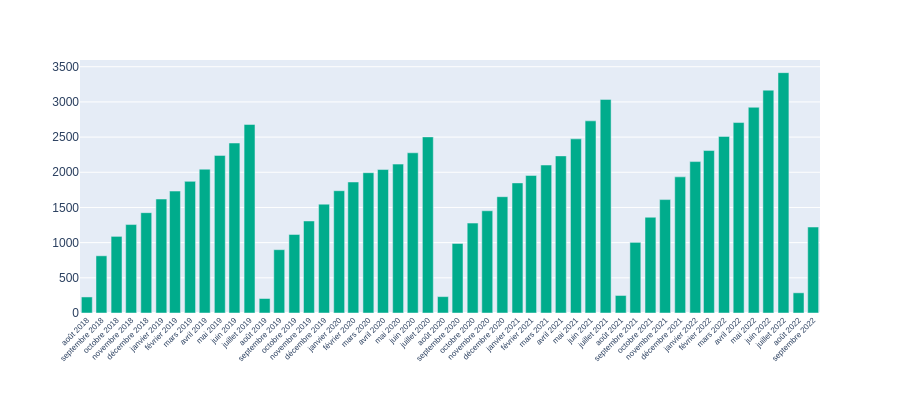 3500
3000
2500
2000
1500
1000
500
0
août 2018
septembre 2018
octobre 2018
novembre 2018
décembre 2018
janvier 2019
février 2019
mars 2019
avril 2019
mai 2019
juin 2019
juillet 2019
août 2019
septembre 2019
octobre 2019
novembre 2019
décembre 2019
janvier 2020
février 2020
mars 2020
avril 2020
mai 2020
juin 2020
juillet 2020
août 2020
septembre 2020
octobre 2020
novembre 2020
décembre 2020
janvier 2021
février 2021
mars 2021
avril 2021
mai 2021
juin 2021
juillet 2021
août 2021
septembre 2021
octobre 2021
novembre 2021
décembre 2021
janvier 2022
février 2022
mars 2022
avril 2022
mai 2022
juin 2022
juillet 2022
août 2022
septembre 2022